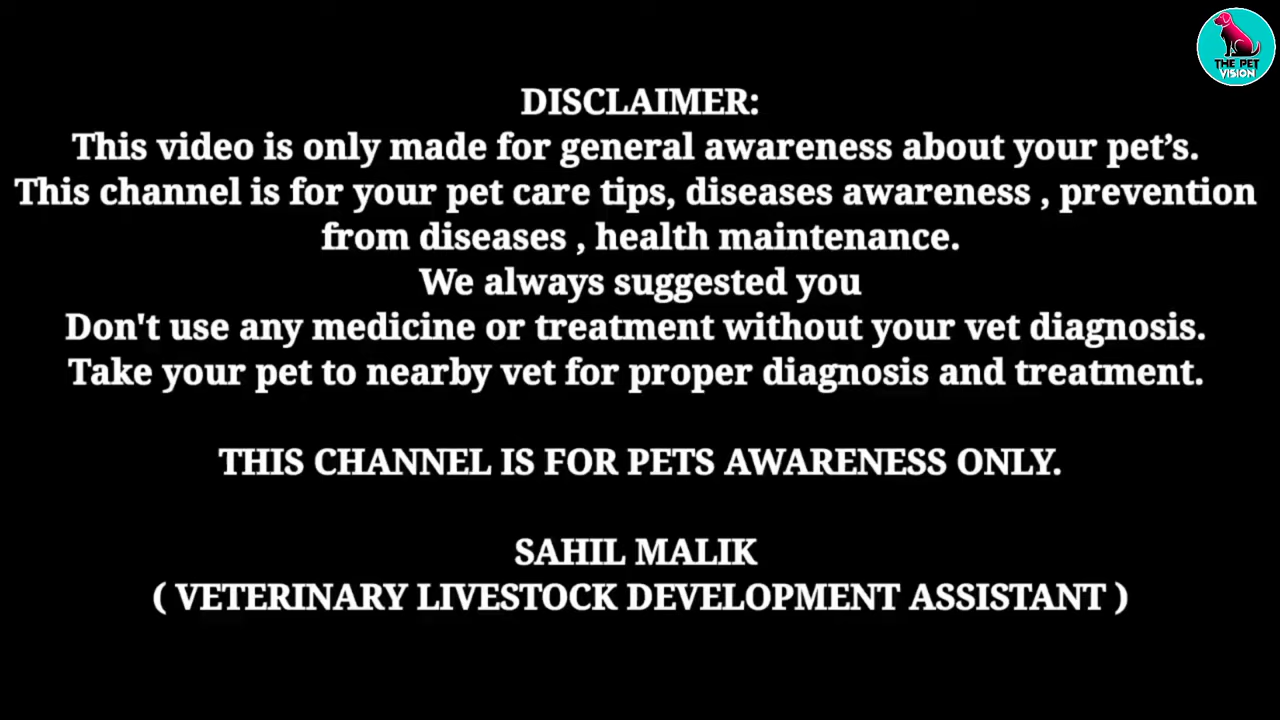 THE PET
VISION
DISCLAIMER:
This video is only made for general awareness about your pet’s.
This channel is for your pet care tips, diseases awareness , prevention
from diseases , health maintenance.
We always suggested you
Don't use any medicine or treatment without your vet diagnosis.
Take your pet to nearby vet for proper diagnosis and treatment.
THIS CHANNEL IS FOR PETS AWARENESS ONLY.
SAHIL MALIK
( VETERINARY LIVESTOCK DEVELOPMENT ASSISTANT )